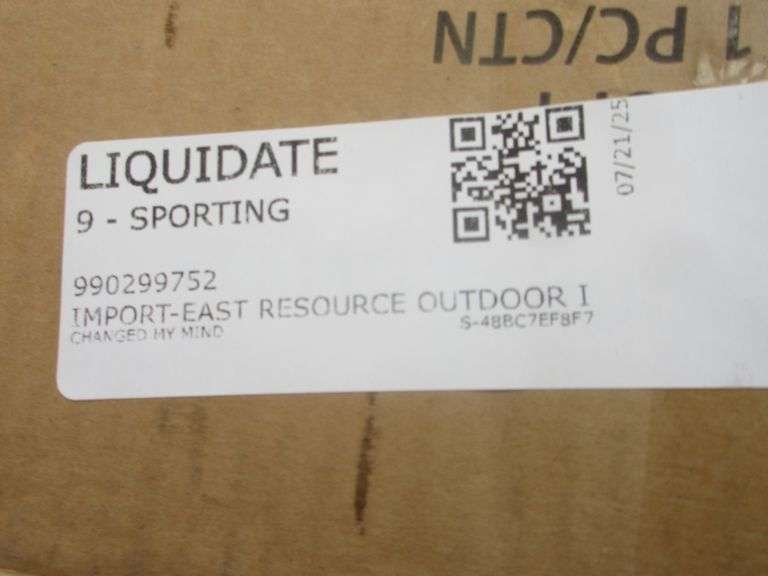 1 PC/CTN
LIQUIDATE
07/21/25
9 - SPORTING
990299752
IMPORT-EAST RESOURCE OUTDOOR I
CHANGED MY MIND
S-48BC7EF8F7